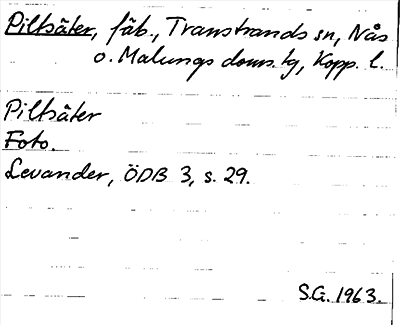 Piltsäter, fäb., Transtrands sn, Nås
o. Malungs doms. tg, Kopp. l.
Piltsäter
Foto.
Levander, ÖDB 3, s. 29.
S.G. 1963.